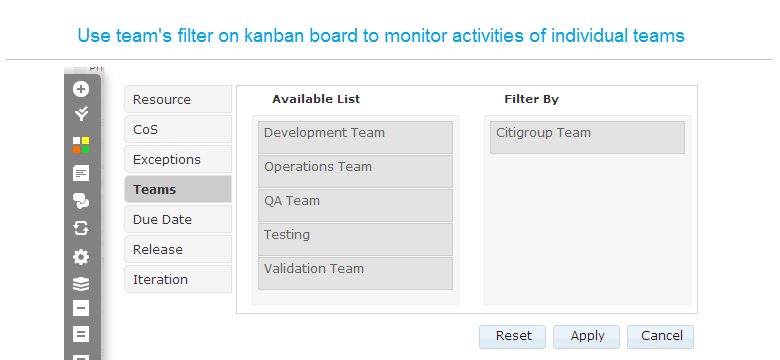 Use team's filter on kanban board to monitor activities of individual teams
Resource
CoS
Exceptions
Teams
Due Date
Release
Iteration
Available List
Development Team
Operations Team
QA Team
Testing
Validation Team
Filter By
Citigroup Team
Reset
Apply
Cancel